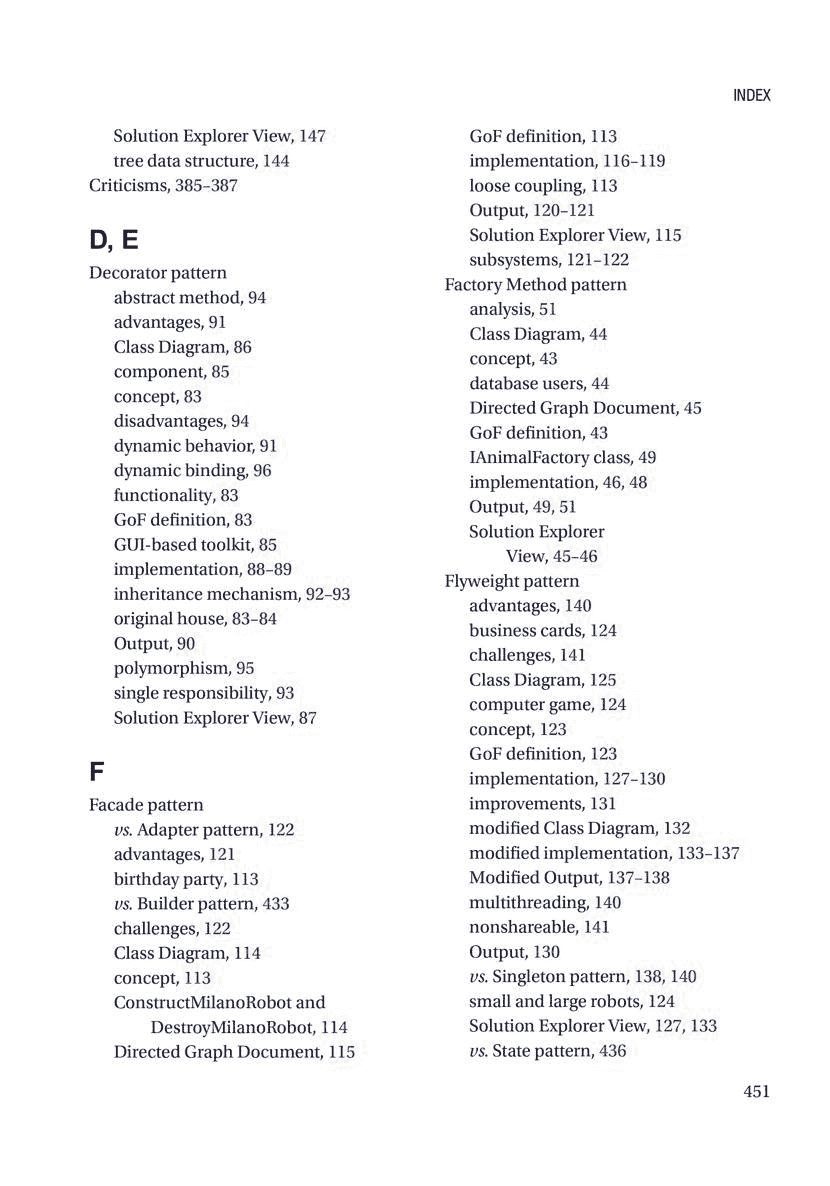 INDEX
Solution Explorer View, 147
tree data structure, 144
Criticisms, 385–387
D, E
Decorator pattern
abstract method, 94
advantages, 91
Class Diagram, 86
component, 85
concept, 83
disadvantages, 94
dynamic behavior, 91
dynamic binding, 96
functionality, 83
GoF definition, 83
GUI-based toolkit, 85
implementation, 88–89
inheritance mechanism, 92–93
original house, 83–84
Output, 90
polymorphism, 95
single responsibility, 93
Solution Explorer View, 87
F
Facade pattern
vs. Adapter pattern, 122
advantages, 121
birthday party, 113
vs. Builder pattern, 433
challenges, 122
Class Diagram, 114
concept, 113
ConstructMilanoRobot and
DestroyMilanoRobot, 114
Directed Graph Document, 115
GoF definition, 113
implementation, 116–119
loose coupling, 113
Output, 120–121
Solution Explorer View, 115
subsystems, 121–122
Factory Method pattern
analysis, 51
Class Diagram, 44
concept, 43
database users, 44
Directed Graph Document, 45
GoF definition, 43
IAnimalFactory class, 49
implementation, 46, 48
Output, 49, 51
Solution Explorer
View, 45–46
Flyweight pattern
advantages, 140
business cards, 124
challenges, 141
Class Diagram, 125
computer game, 124
concept, 123
GoF definition, 123
implementation, 127–130
improvements, 131
modified Class Diagram, 132
modified implementation, 133–137
Modified Output, 137–138
multithreading, 140
nonshareable, 141
Output, 130
vs. Singleton pattern, 138, 140
small and large robots, 124
Solution Explorer View, 127, 133
vs. State pattern, 436
451